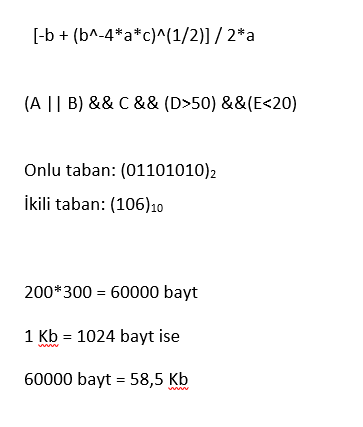 [-b + (b^-4*a*c)^(1/2)] / 2*a
(A || B) && C && (D>50) &&(E<20)
Onlu taban: (01101010)₂
İkili taban: (106)₁₀
200*300 = 60000 bayt
1 Kb = 1024 bayt ise
60000 bayt = 58,5 Kb